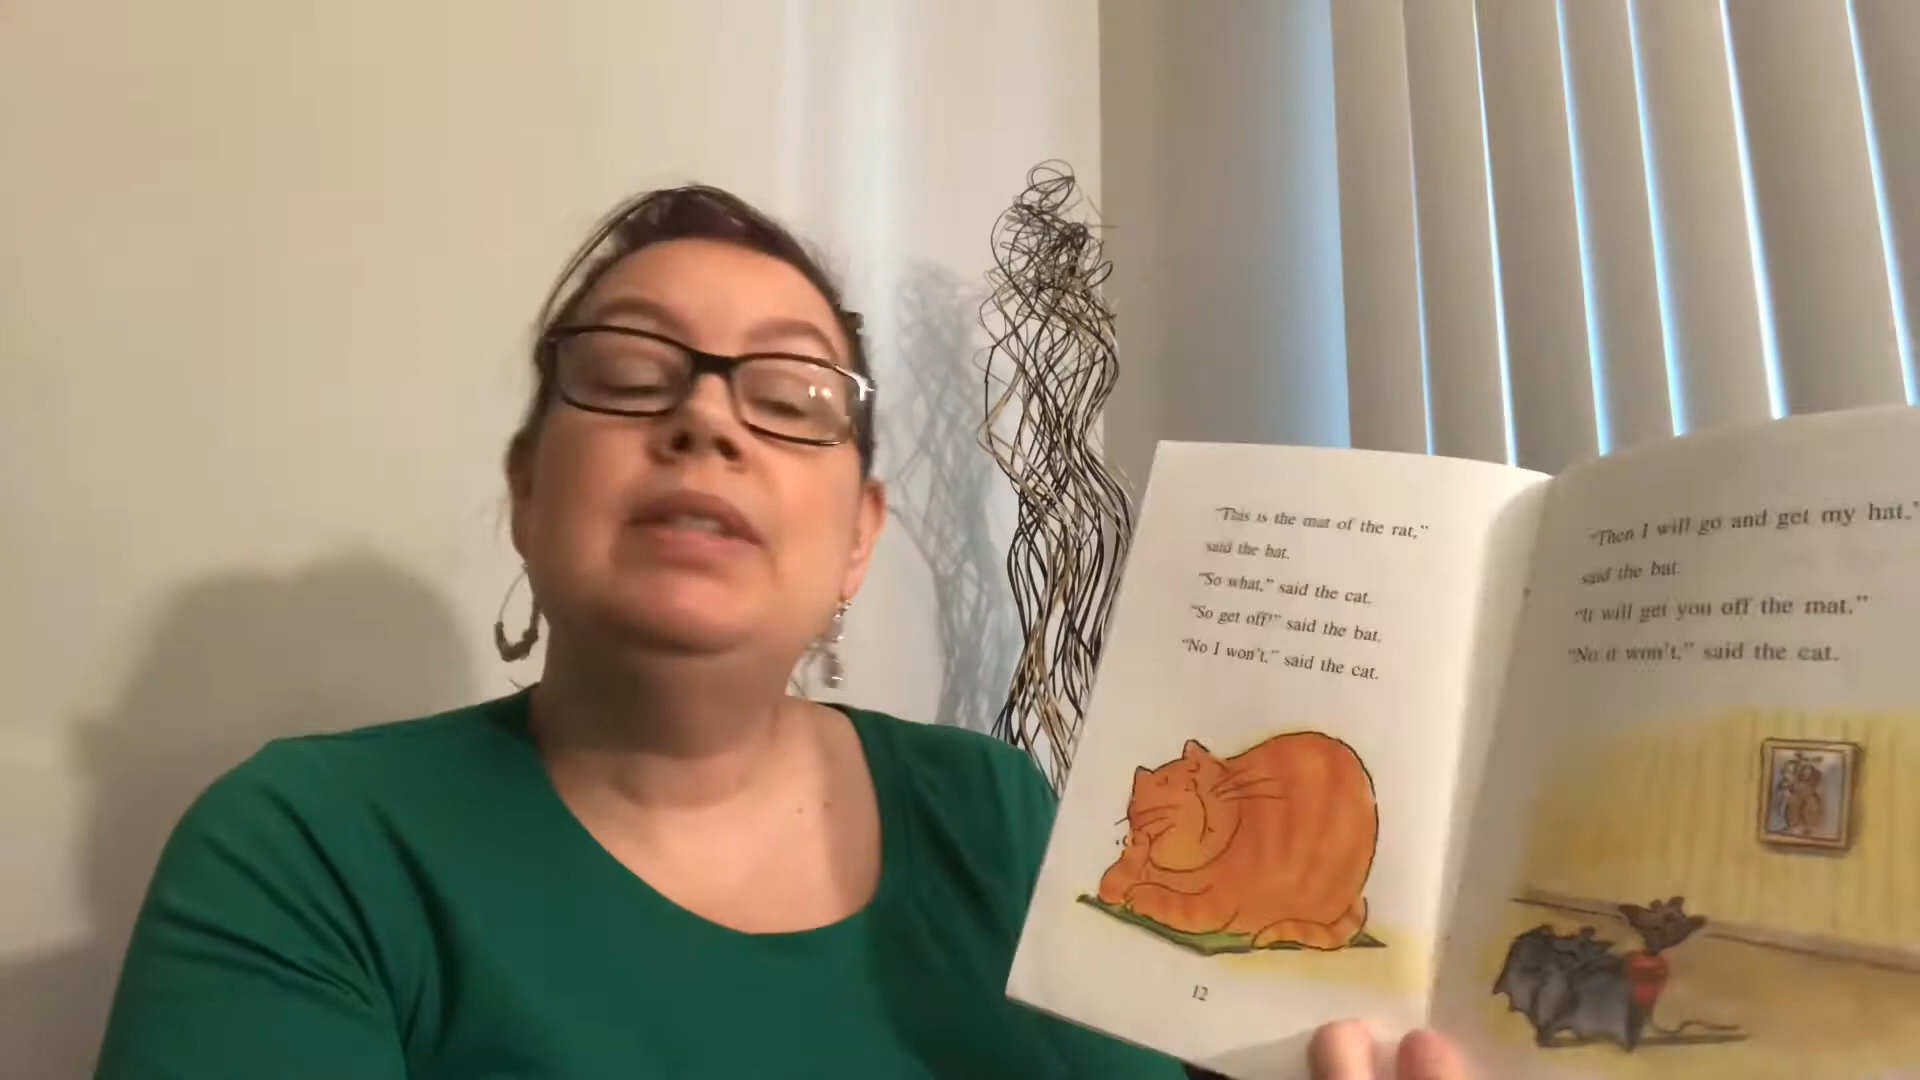 "This is the mat of the rat,"
said the bat.
"So what," said the cat.
"So get off!" said the bat.
"No I won't," said the cat.
12
"Then I will go and get my hat,"
said the bat.
"It will get you off the mat."
"No it won't," said the cat.